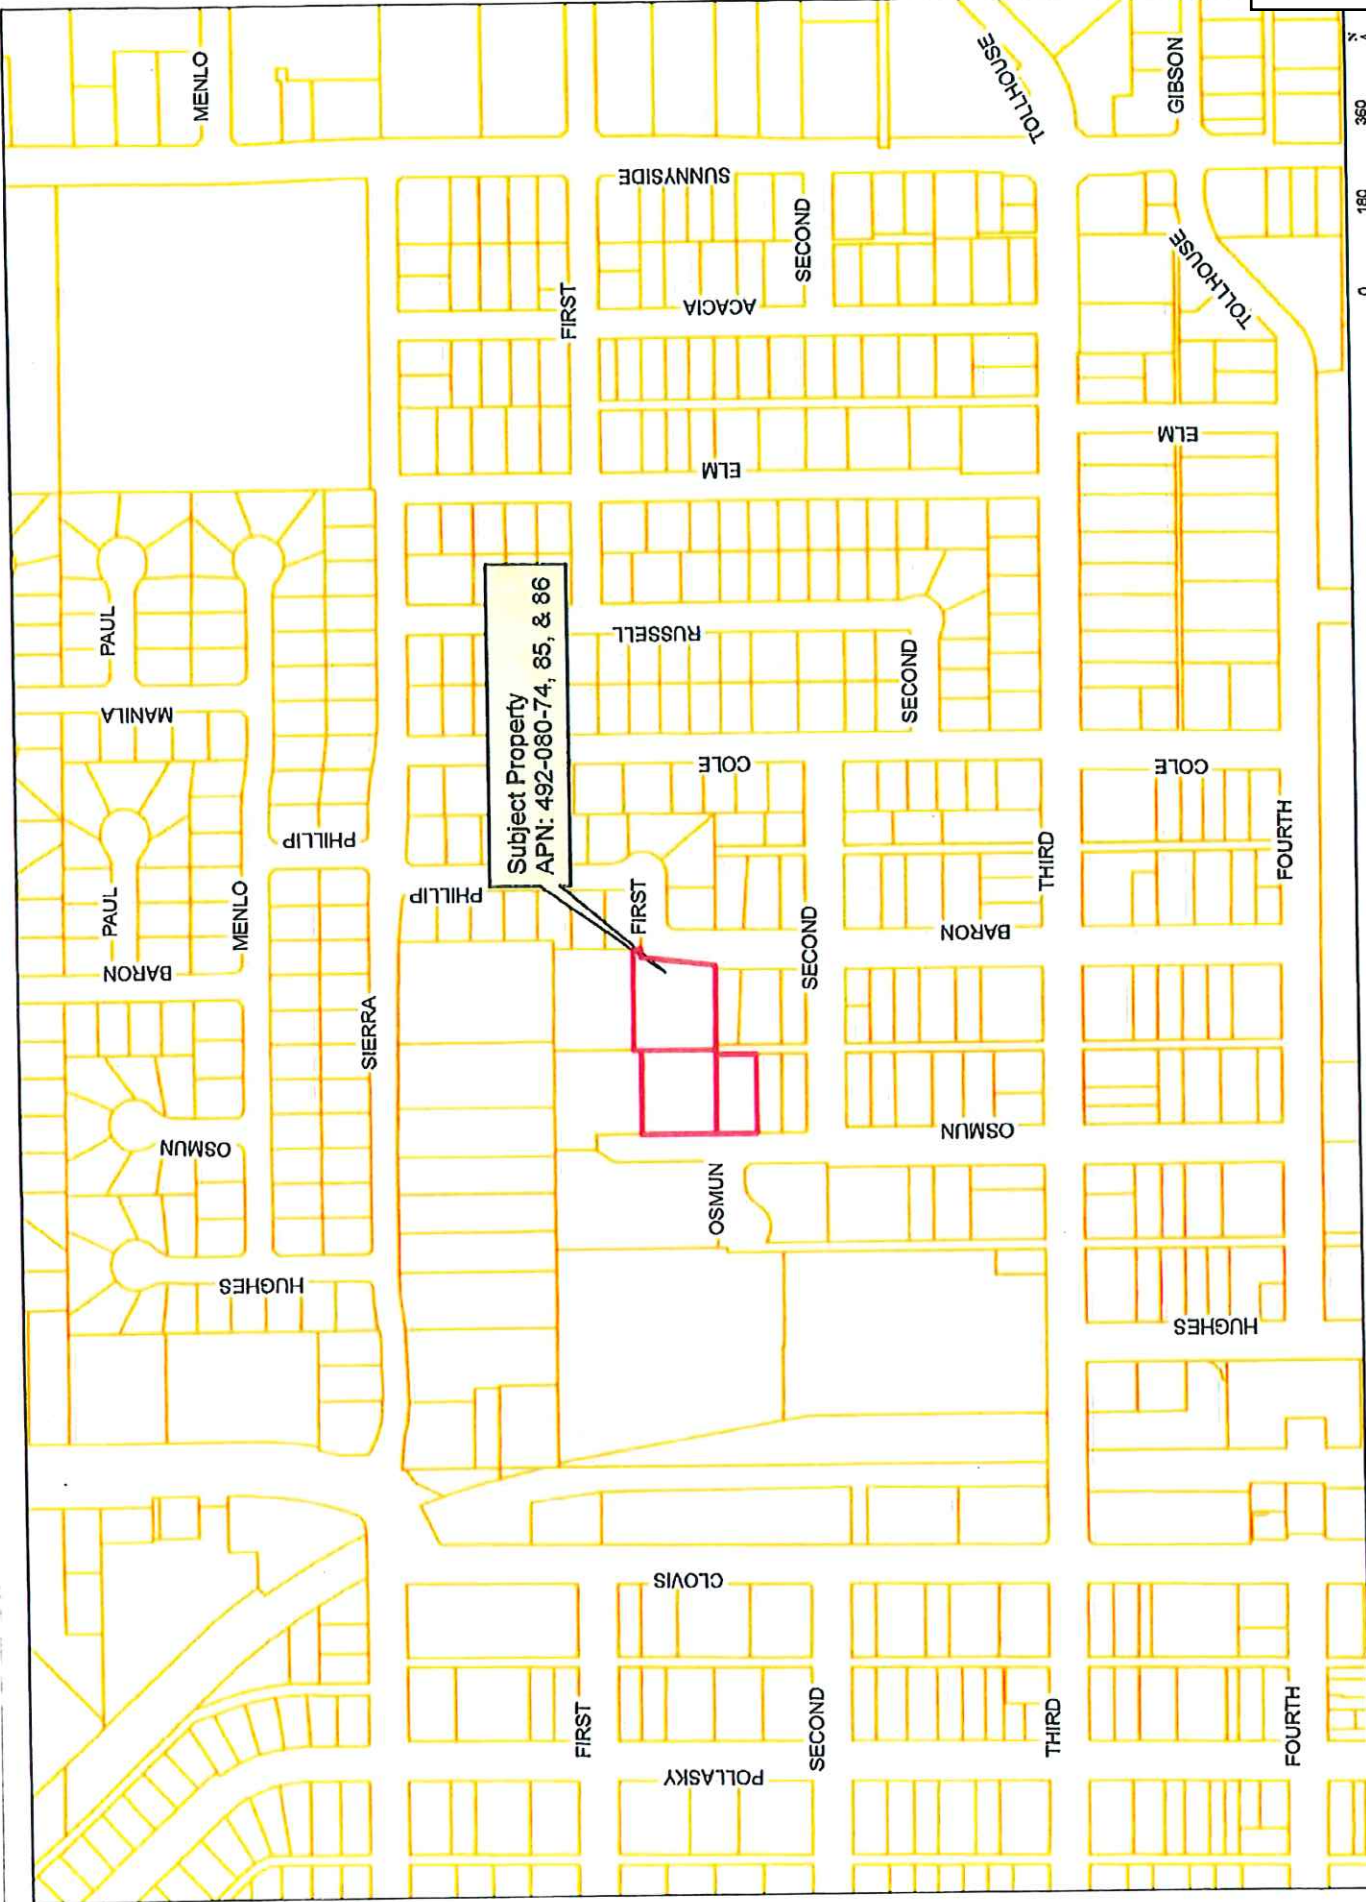 MENLO
TOLLHOUSE
GIBSON
SUNNYSIDE
SECOND
FIRST
ACACIA
TOLLHOUSE
ELM
ELM
PAUL
MANILA
RUSSELL
SECOND
Subject Property
APN: 492-080-74, 85, & 86
COLE
COLE
PHILLIP
PHILLIP
THIRD
FOURTH
PAUL
MENLO
FIRST
SECOND
BARON
BARON
SIERRA
OSMUN
OSMUN
OSMUN
HUGHES
HUGHES
CLOVIS
FIRST
SECOND
THIRD
FOURTH
POLLASKY
0 180 360
N